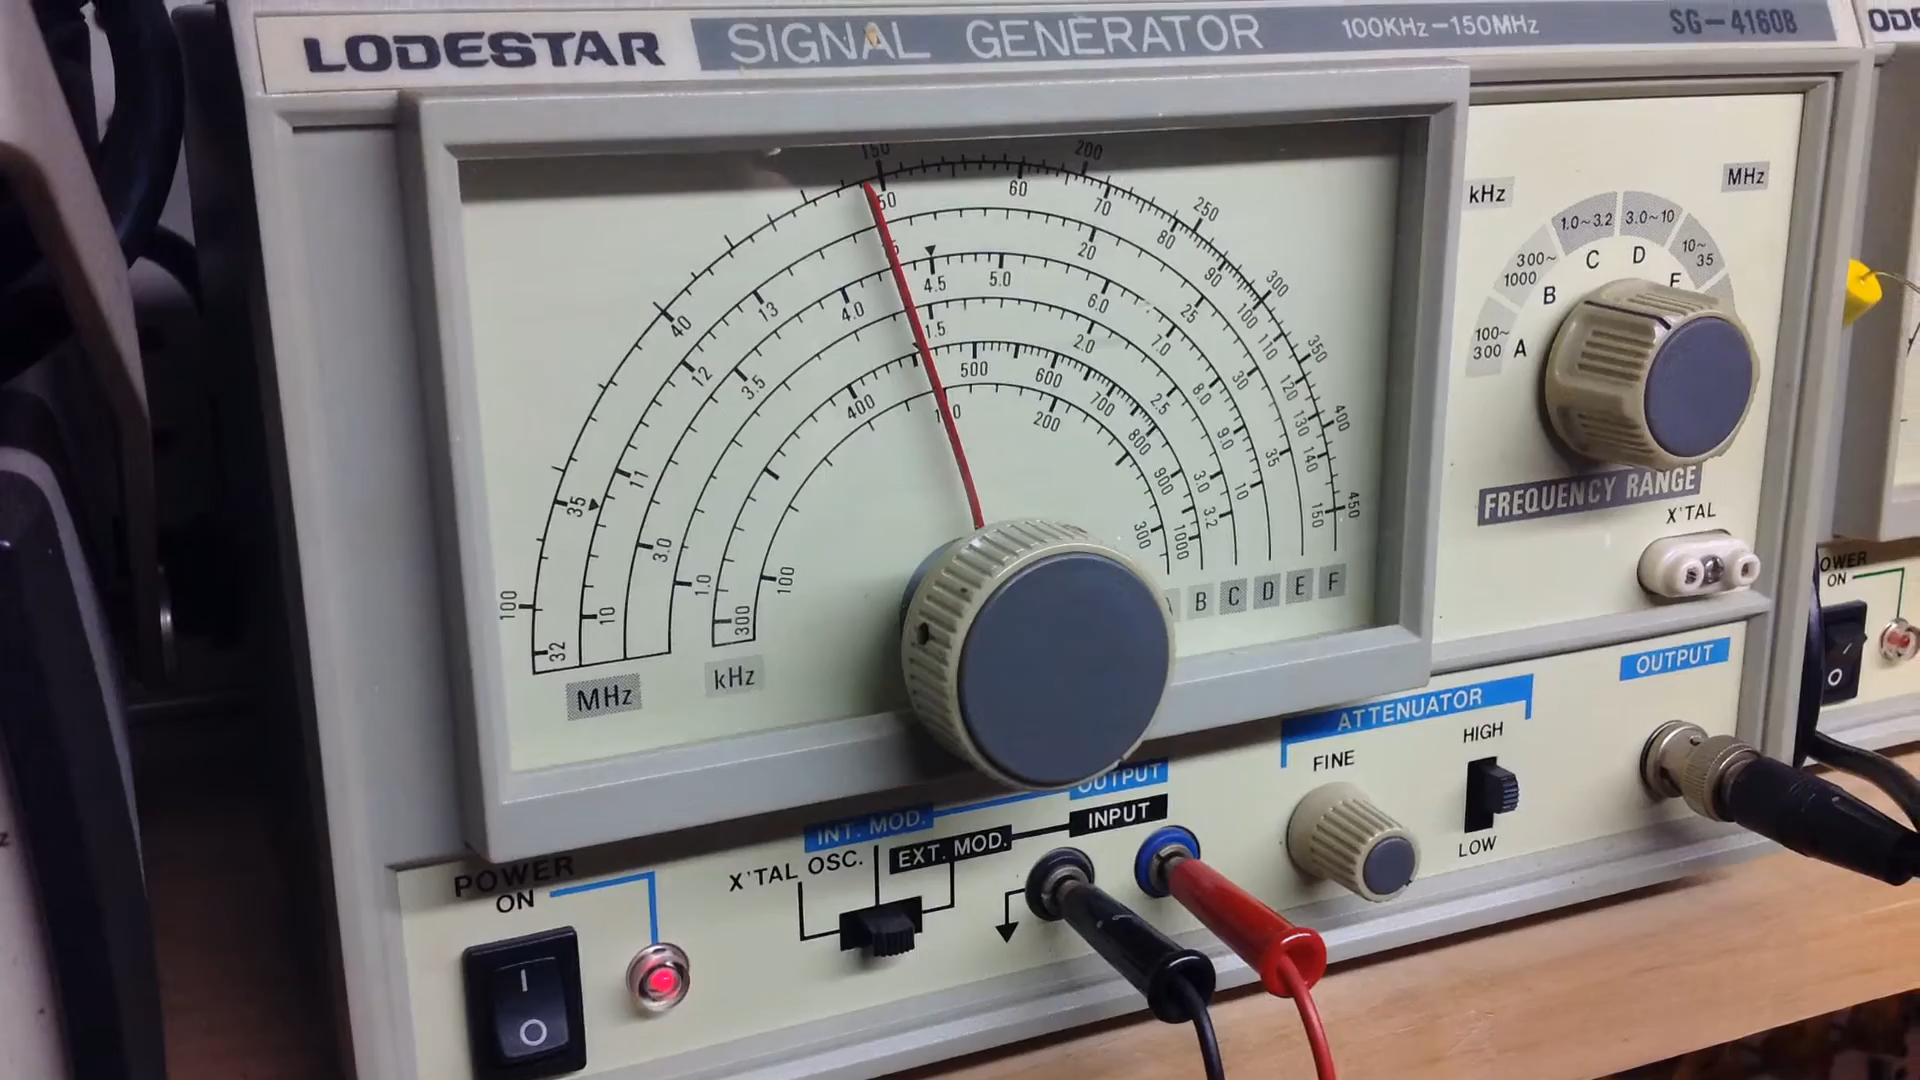 LODESTAR SIGNAL GENERATOR 100KHz-150MHz SG-4160B
150 200 250 300 350 400 450
100
32 35 40 50 60 70 80 90 100 110 120 130 140 150
10 11 12 13 20 25 30 35
3.0 3.5 4.0 4.5 5.0 6.0 7.0 8.0 9.0 10
1.0 1.5 2.0 2.5 3.0 3.2
300 400 500 600 700 800 900 1000
100 200 300
MHz kHz
B C D E F
kHz MHz
100~300 A
300~1000 B
1.0~3.2 C
3.0~10 D
10~35
FREQUENCY RANGE
X'TAL
OUTPUT
ATTENUATOR
FINE
HIGH
LOW
OUTPUT
INT. MOD.
INPUT
X'TAL OSC.
EXT. MOD.
POWER
ON
I
O
OWER
ON
O